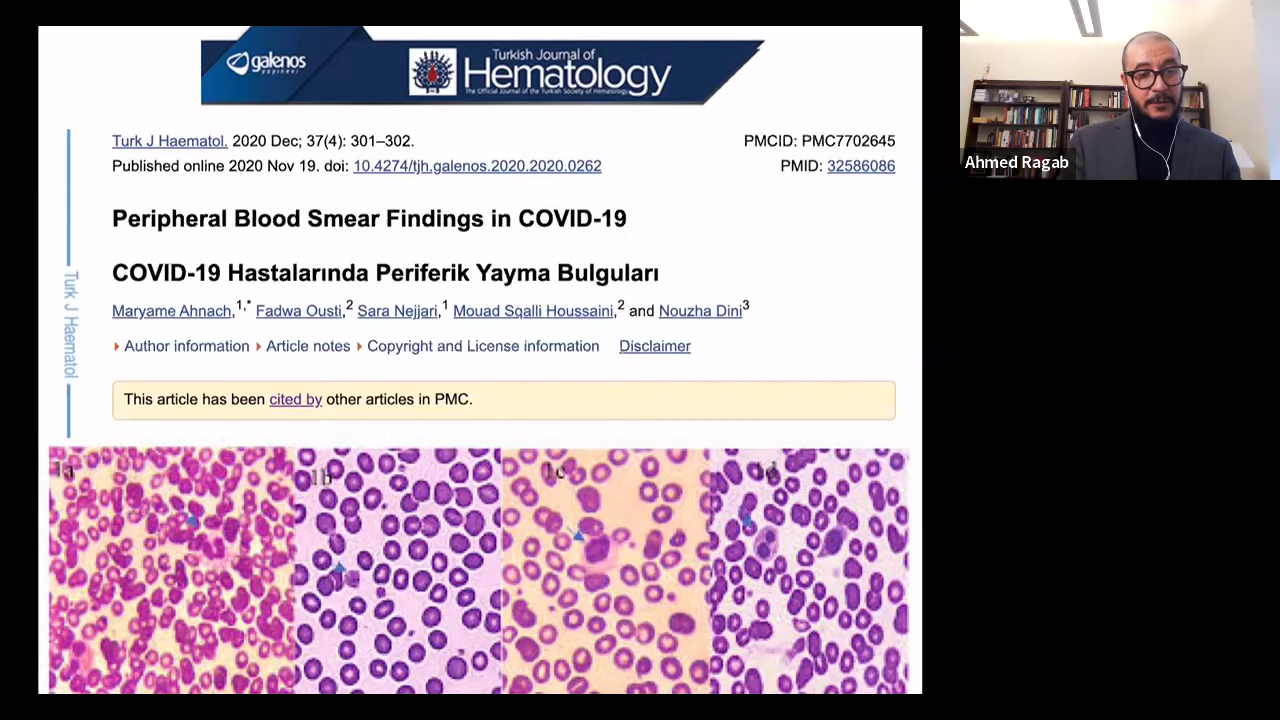 galenos
yayınevi
Turkish Journal of
Hematology
The Official Journal of the Turkish Society of Hematology
Turk J Haematol. 2020 Dec; 37(4): 301–302.
PMCID: PMC7702645
Published online 2020 Nov 19. doi: 10.4274/tjh.galenos.2020.2020.0262
PMID: 32586086
Peripheral Blood Smear Findings in COVID-19
COVID-19 Hastalarında Periferik Yayma Bulguları
Maryame Ahnach,1,* Fadwa Ousti,2 Sara Nejjari,1 Mouad Sqalli Houssaini,2 and Nouzha Dini3
Author information Article notes Copyright and License information Disclaimer
This article has been cited by other articles in PMC.
Turk J Haematol
1a
1b
1c
1d
Ahmed Ragab